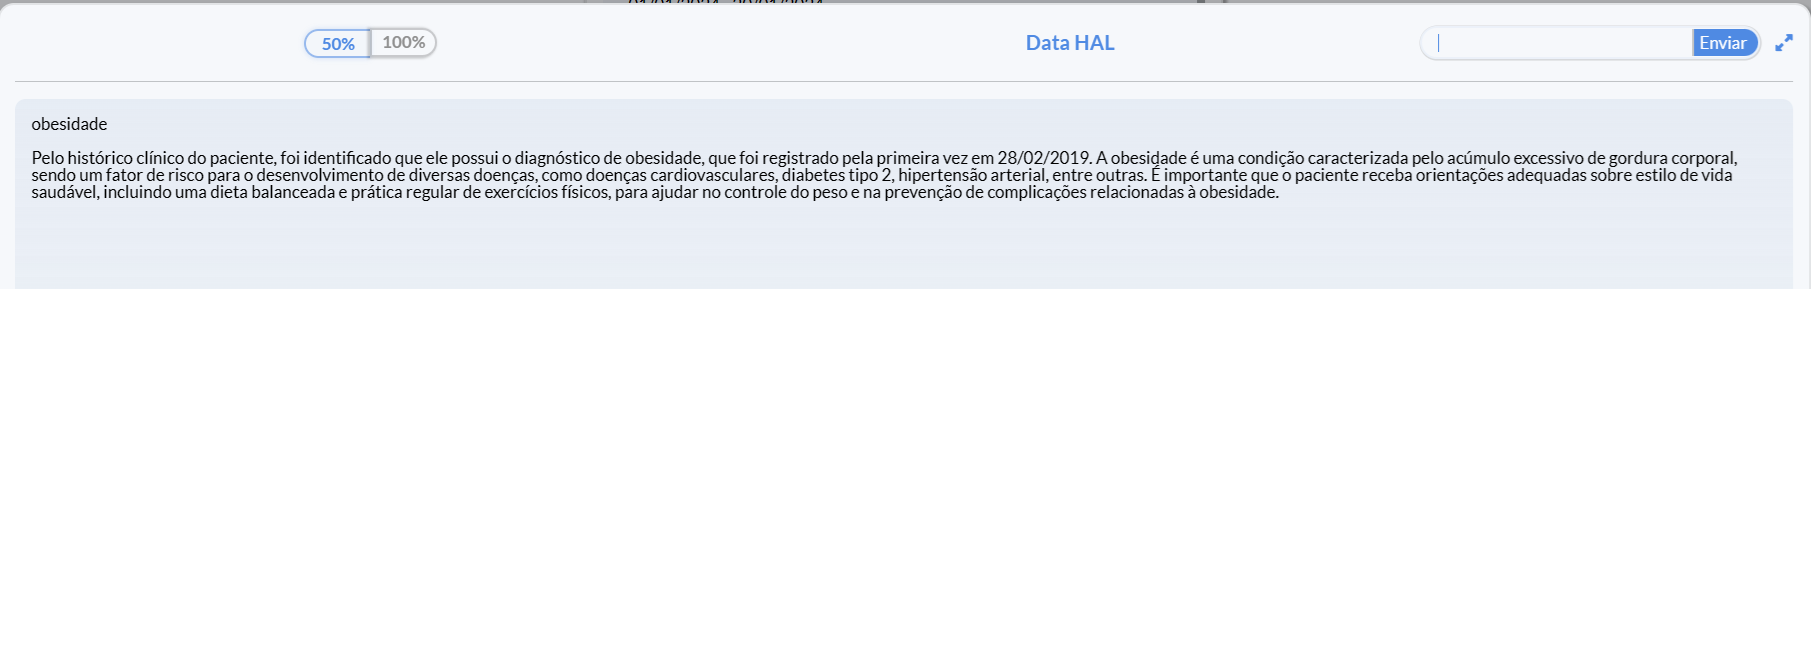 50% 100% Data HAL Enviar
obesidade
Pelo histórico clínico do paciente, foi identificado que ele possui o diagnóstico de obesidade, que foi registrado pela primeira vez em 28/02/2019. A obesidade é uma condição caracterizada pelo acúmulo excessivo de gordura corporal,
sendo um fator de risco para o desenvolvimento de diversas doenças, como doenças cardiovasculares, diabetes tipo 2, hipertensão arterial, entre outras. É importante que o paciente receba orientações adequadas sobre estilo de vida
saudável, incluindo uma dieta balanceada e prática regular de exercícios físicos, para ajudar no controle do peso e na prevenção de complicações relacionadas à obesidade.